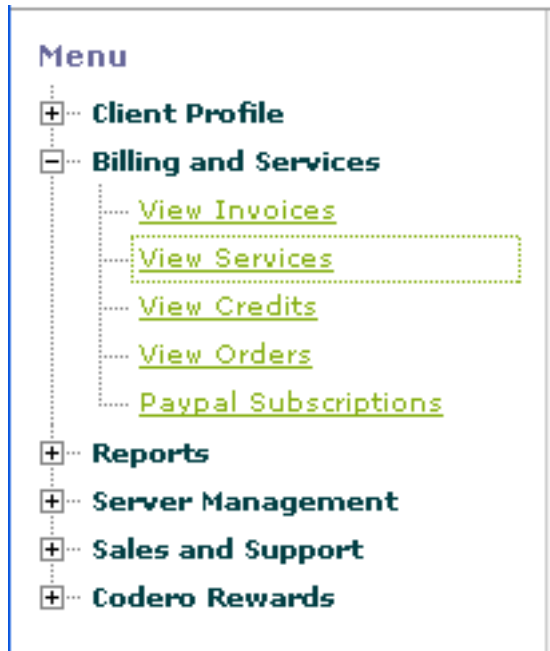 Menu
Client Profile
Billing and Services
View Invoices
View Services
View Credits
View Orders
Paypal Subscriptions
Reports
Server Management
Sales and Support
Codero Rewards